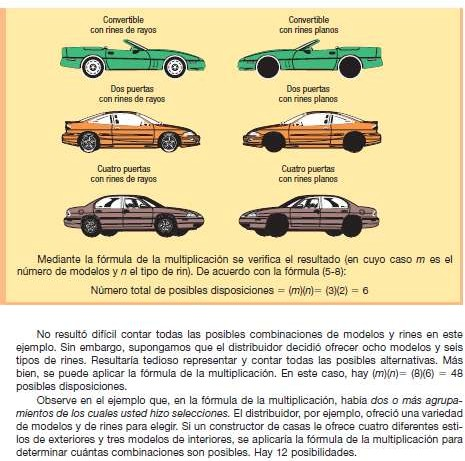 Convertible
con rines de rayos
Convertible
con rines planos
Dos puertas
con rines de rayos
Dos puertas
con rines planos
Cuatro puertas
con rines de rayos
Cuatro puertas
con rines planos
Mediante la fórmula de la multiplicación se verifica el resultado (en cuyo caso m es el
número de modelos y n el tipo de rin). De acuerdo con la fórmula (5-8):
Número total de posibles disposiciones = (m)(n)= (3)(2) = 6
No resultó difícil contar todas las posibles combinaciones de modelos y rines en este
ejemplo. Sin embargo, supongamos que el distribuidor decidió ofrecer ocho modelos y seis
tipos de rines. Resultaría tedioso representar y contar todas las posibles alternativas. Más
bien, se puede aplicar la fórmula de la multiplicación. En este caso, hay (m)(n)= (8)(6) = 48
posibles disposiciones.
Observe en el ejemplo que, en la fórmula de la multiplicación, había dos o más agrupa-
mientos de los cuales usted hizo selecciones. El distribuidor, por ejemplo, ofreció una variedad
de modelos y de rines para elegir. Si un constructor de casas le ofrece cuatro diferentes esti-
los de exteriores y tres modelos de interiores, se aplicaría la fórmula de la multiplicación para
determinar cuántas combinaciones son posibles. Hay 12 posibilidades.